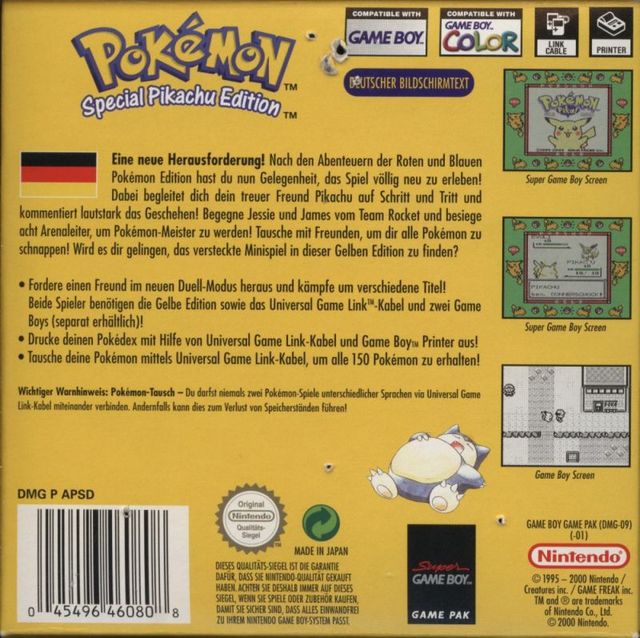 COMPATIBLE WITH
GAME BOY™
COMPATIBLE WITH
GAME BOY
COLOR
LINK
CABLE
PRINTER
POKéMON™
Special Pikachu Edition™
DEUTSCHER BILDSCHIRMTEXT
Super Game Boy Screen
Eine neue Herausforderung! Nach den Abenteuern der Roten und Blauen
Pokémon Edition hast du nun Gelegenheit, das Spiel völlig neu zu erleben!
Dabei begleitet dich dein treuer Freund Pikachu auf Schritt und Tritt und
kommentiert lautstark das Geschehen! Begegne Jessie und James vom Team Rocket und besiege
acht Arenaleiter, um Pokémon-Meister zu werden! Tausche mit Freunden, um dir alle Pokémon zu
schnappen! Wird es dir gelingen, das versteckte Minispiel in dieser Gelben Edition zu finden?
• Fordere einen Freund im neuen Duell-Modus heraus und kämpfe um verschiedene Titel!
Beide Spieler benötigen die Gelbe Edition sowie das Universal Game Link™-Kabel und zwei Game
Boys (separat erhältlich)!
• Drucke deinen Pokédex mit Hilfe von Universal Game Link-Kabel und Game Boy™ Printer aus!
• Tausche deine Pokémon mittels Universal Game Link-Kabel, um alle 150 Pokémon zu erhalten!
PIKACHU
Super Game Boy Screen
Wichtiger Warnhinweis: Pokémon-Tausch – Du darfst niemals zwei Pokémon-Spiele unterschiedlicher Sprachen via Universal Game
Link-Kabel miteinander verbinden. Andernfalls kann dies zum Verlust von Speicherständen führen!
Game Boy Screen
DMG P APSD
0 45496 46080 8
Original
Nintendo
Qualitäts-
Siegel
MADE IN JAPAN
DIESES QUALITÄTS-SIEGEL IST DIE GARANTIE
DAFÜR, DASS SIE NINTENDO-QUALITÄT GEKAUFT
HABEN. ACHTEN SIE DESHALB IMMER AUF DIESES
SIEGEL, WENN SIE SPIELE ODER ZUBEHÖR KAUFEN,
DAMIT SIE SICHER SIND, DASS ALLES EINWANDFREI
ZU IHREM NINTENDO GAME BOY-SYSTEM PASST.
Super
GAME BOY™
GAME PAK
GAME BOY GAME PAK (DMG-09)
(-01)
Nintendo®
© 1995 – 2000 Nintendo /
Creatures inc. / GAME FREAK inc.
TM and ® are trademarks
of Nintendo Co., Ltd.
© 2000 Nintendo.